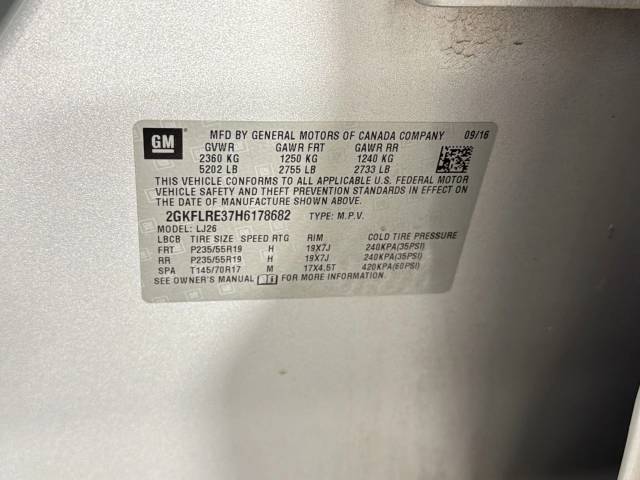 GM
MFD BY GENERAL MOTORS OF CANADA COMPANY 09/16
GVWR GAWR FRT GAWR RR
2360 KG 1250 KG 1240 KG
5202 LB 2755 LB 2733 LB
THIS VEHICLE CONFORMS TO ALL APPLICABLE U.S. FEDERAL MOTOR
VEHICLE SAFETY AND THEFT PREVENTION STANDARDS IN EFFECT ON
THE DATE OF MANUFACTURE SHOWN ABOVE.
2GKFLRE37H6178682 TYPE: M.P.V.
MODEL: LJ26
LBCB TIRE SIZE SPEED RTG RIM COLD TIRE PRESSURE
FRT P235/55R19 H 19X7J 240KPA(35PSI)
RR P235/55R19 H 19X7J 240KPA(35PSI)
SPA T145/70R17 M 17X4.5T 420KPA(60PSI)
SEE OWNER'S MANUAL FOR MORE INFORMATION.